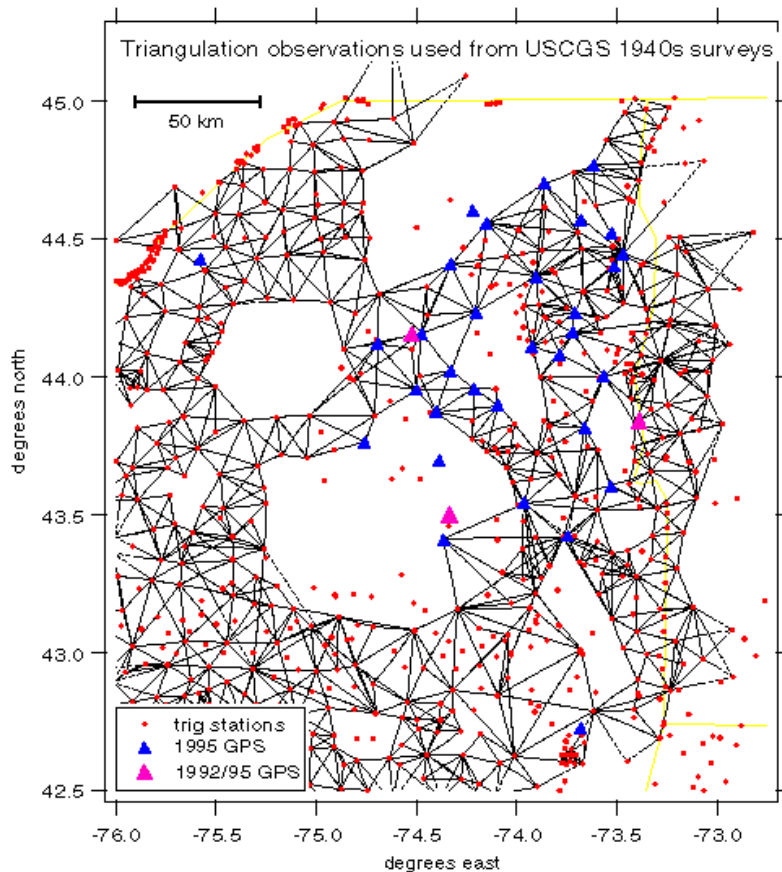 Triangulation observations used from USCGS 1940s surveys
50 km
45.0
44.5
44.0
43.5
43.0
42.5
degrees north
trig stations
1995 GPS
1992/95 GPS
-76.0 -75.5 -75.0 -74.5 -74.0 -73.5 -73.0
degrees east